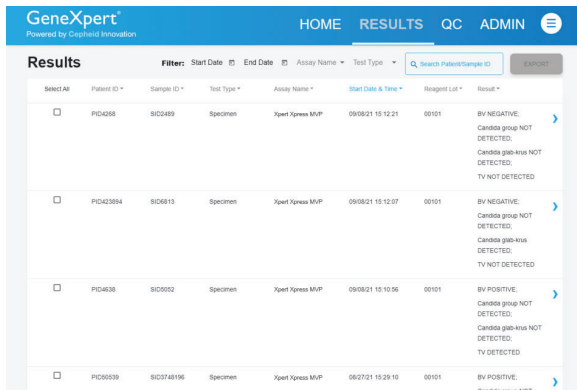 GeneXpert®
Powered by Cepheid Innovation
HOME RESULTS QC ADMIN
Results
Filter: Start Date End Date Assay Name Test Type Search Patient/Sample ID EXPORT
Select All Patient ID Sample ID Test Type Assay Name Start Date & Time Reagent Lot Result
PID4268 SID2489 Specimen Xpert Xpress MVP 09/08/21 15:12:21 00101 BV NEGATIVE;
Candida group NOT
DETECTED;
Candida glab-krus NOT
DETECTED;
TV NOT DETECTED
PID423894 SID6813 Specimen Xpert Xpress MVP 09/08/21 15:12:07 00101 BV NEGATIVE;
Candida group NOT
DETECTED;
Candida glab-krus
DETECTED;
TV NOT DETECTED
PID4638 SID5052 Specimen Xpert Xpress MVP 09/08/21 15:10:56 00101 BV POSITIVE;
Candida group NOT
DETECTED;
Candida glab-krus NOT
DETECTED;
TV DETECTED
PID50539 SID3748196 Specimen Xpert Xpress MVP 08/27/21 15:29:10 00101 BV POSITIVE;